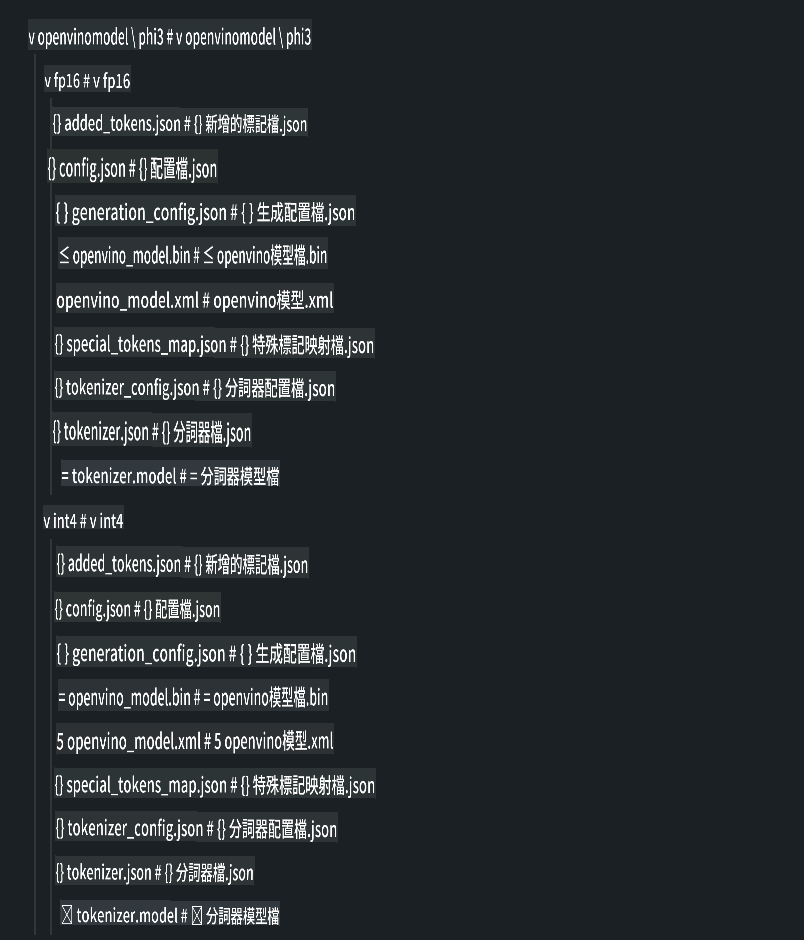 v openvinomodel \ phi3 # v openvinomodel \ phi3
v fp16 # v fp16
{} added_tokens.json # {} 新增的標記檔.json
{} config.json # {} 配置檔.json
{ } generation_config.json # { } 生成配置檔.json
≤ openvino_model.bin # ≤ openvino模型檔.bin
openvino_model.xml # openvino模型.xml
{} special_tokens_map.json # {} 特殊標記映射檔.json
{} tokenizer_config.json # {} 分詞器配置檔.json
{} tokenizer.json # {} 分詞器檔.json
= tokenizer.model # = 分詞器模型檔
v int4 # v int4
{} added_tokens.json # {} 新增的標記檔.json
{} config.json # {} 配置檔.json
{ } generation_config.json # { } 生成配置檔.json
= openvino_model.bin # = openvino模型檔.bin
5 openvino_model.xml # 5 openvino模型.xml
{} special_tokens_map.json # {} 特殊標記映射檔.json
{} tokenizer_config.json # {} 分詞器配置檔.json
{} tokenizer.json # {} 分詞器檔.json
tokenizer.model # 分詞器模型檔